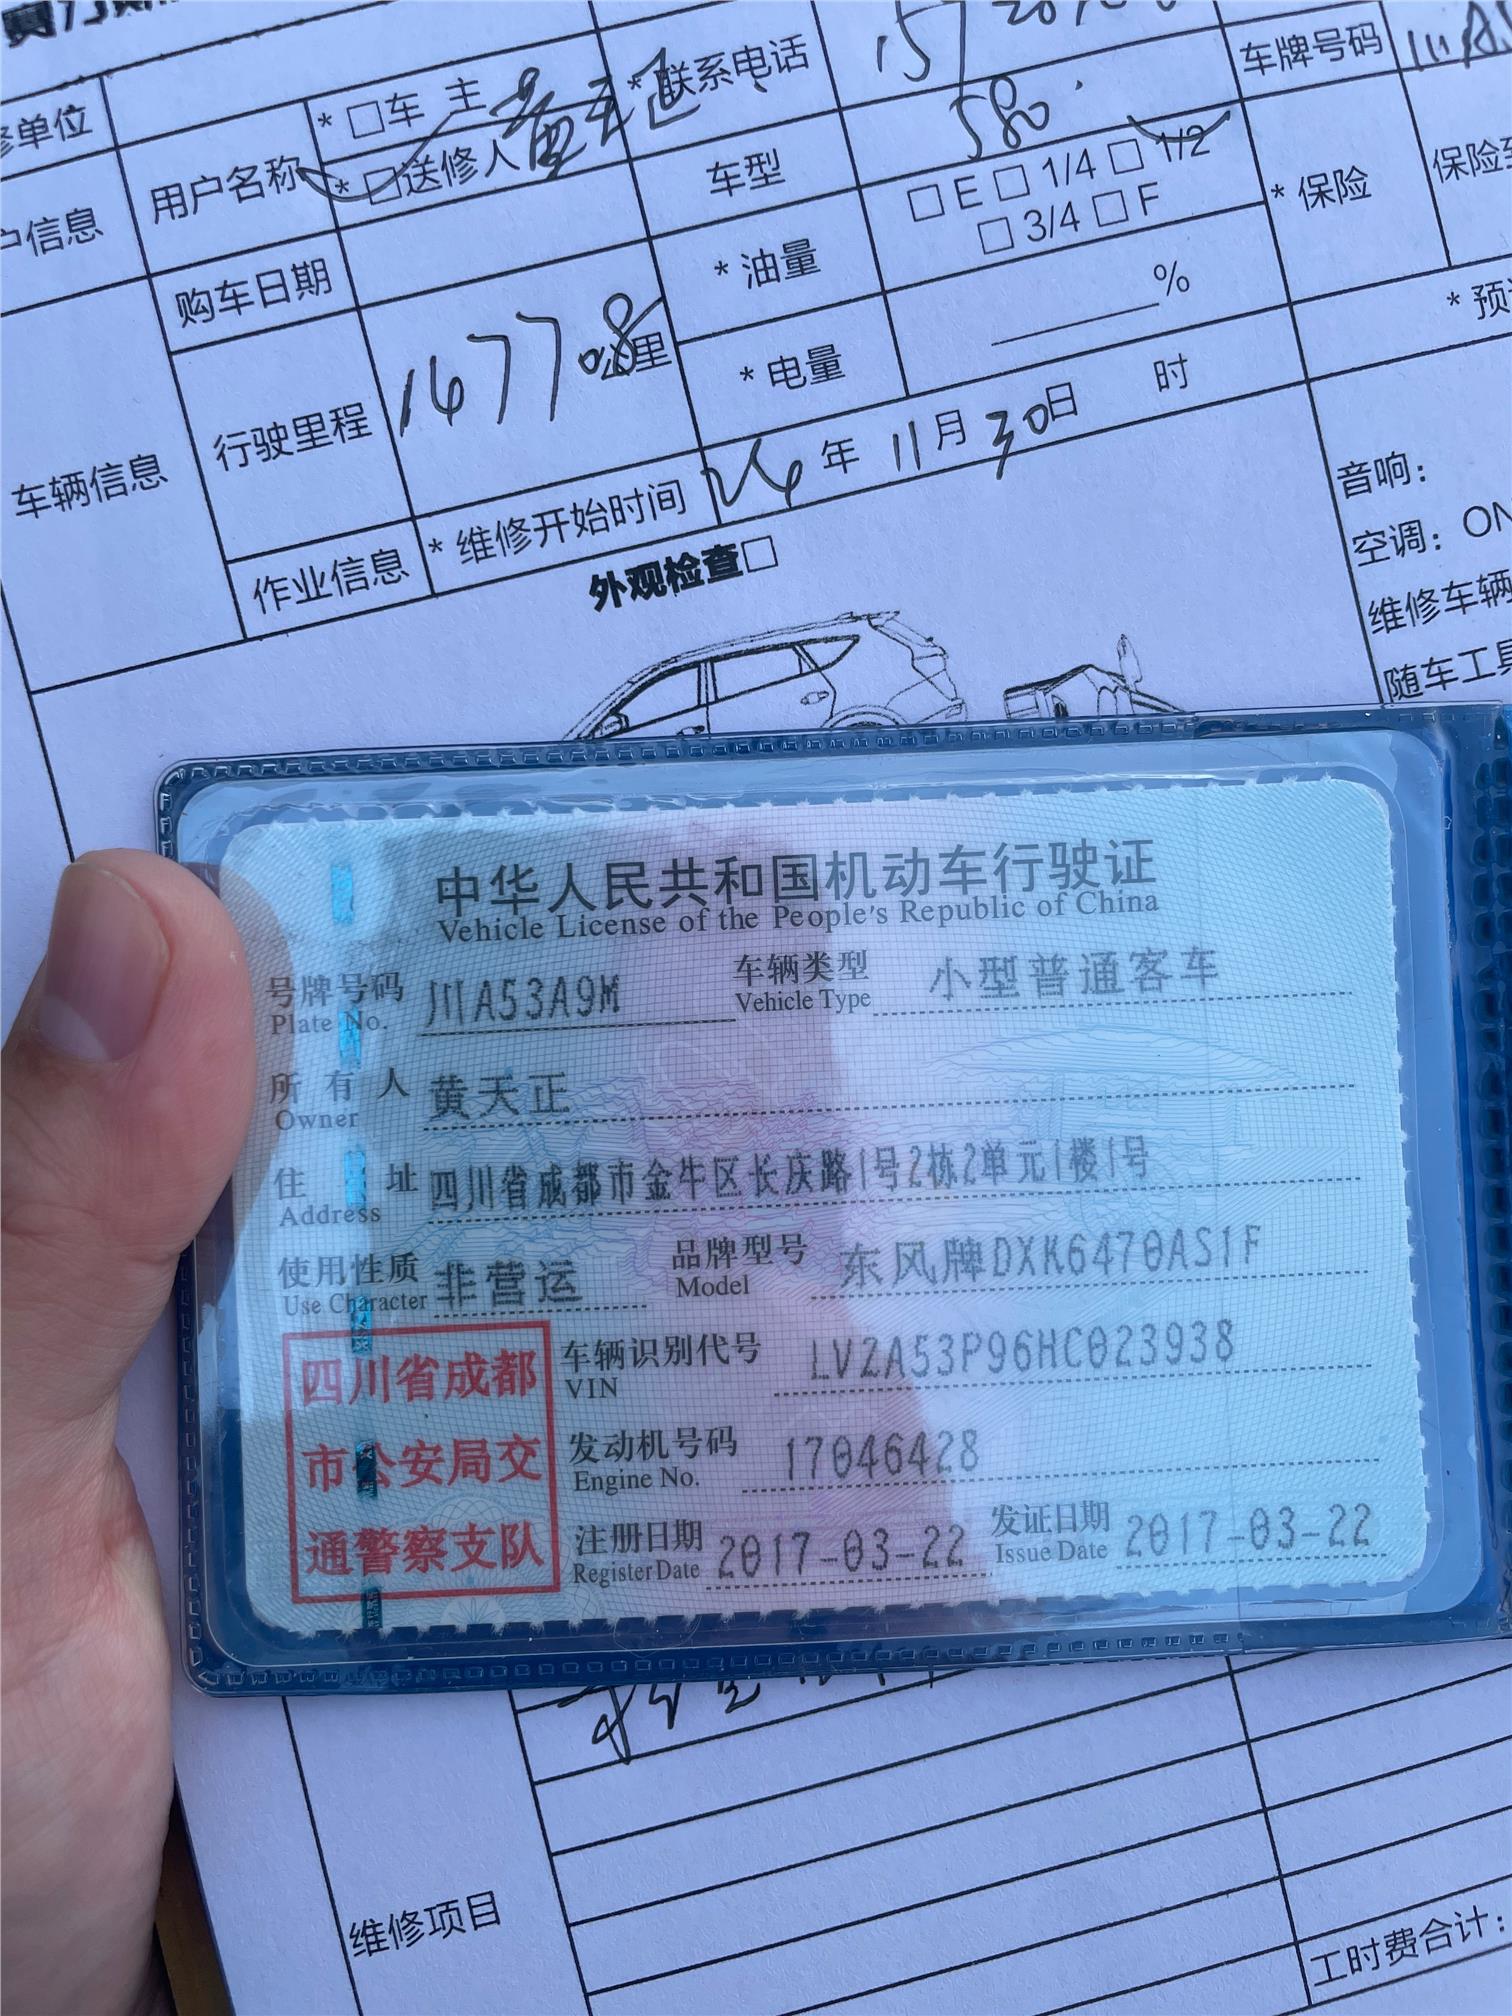 修单位
* □车 主
* 联系电话
车牌号码
户信息
用户名称
* □送修人
车型
580
购车日期
* 油量
□ E □ 1/4 □ 1/2
□ 3/4 □ F
* 保险
保险到
车辆信息
行驶里程
167708
公里
* 电量
%
* 预
作业信息
* 维修开始时间
24 年 11 月 30 日 时
外观检查□
音响：
空调：ON
维修车辆
随车工具
中华人民共和国机动车行驶证
Vehicle License of the People's Republic of China
号牌号码 川A53A9M 车辆类型 小型普通客车
Plate No. Vehicle Type
所有人 黄天正
Owner
住址 四川省成都市金牛区长庆路1号2栋2单元1楼1号
Address
使用性质 非营运 品牌型号 东风牌DXK6470AS1F
Use Character Model
四川省成都
市公安局交
通警察支队
车辆识别代号 LVZA53P96HC023938
VIN
发动机号码 17046428
Engine No.
注册日期 2017-03-22 发证日期 2017-03-22
Register Date Issue Date
维修项目
工时费合计：